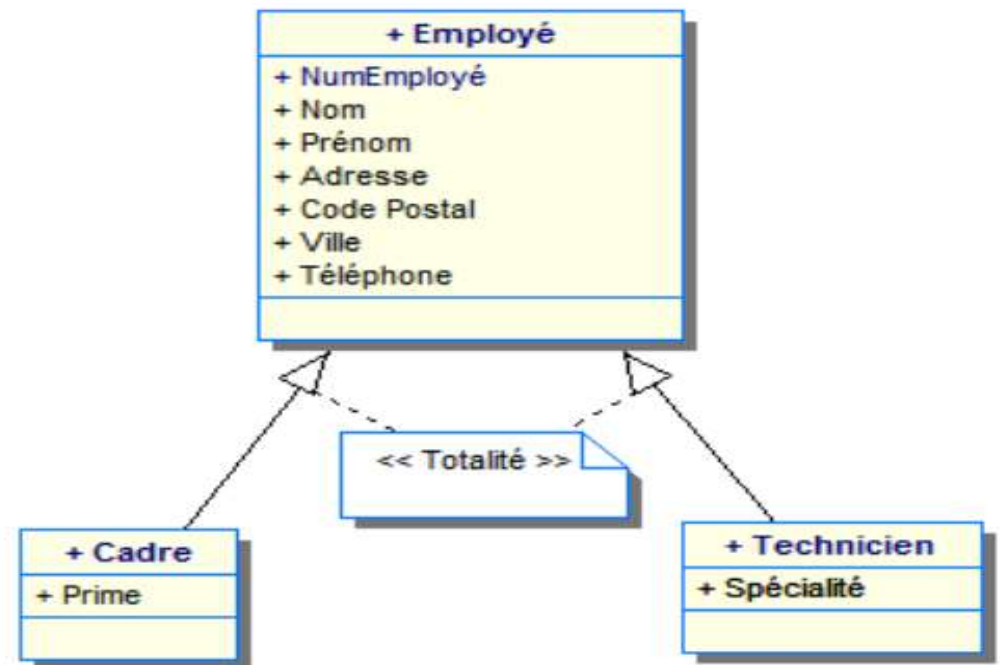 + Employé
+ NumEmployé
+ Nom
+ Prénom
+ Adresse
+ Code Postal
+ Ville
+ Téléphone
<< Totalité >>
+ Cadre
+ Prime
+ Technicien
+ Spécialité